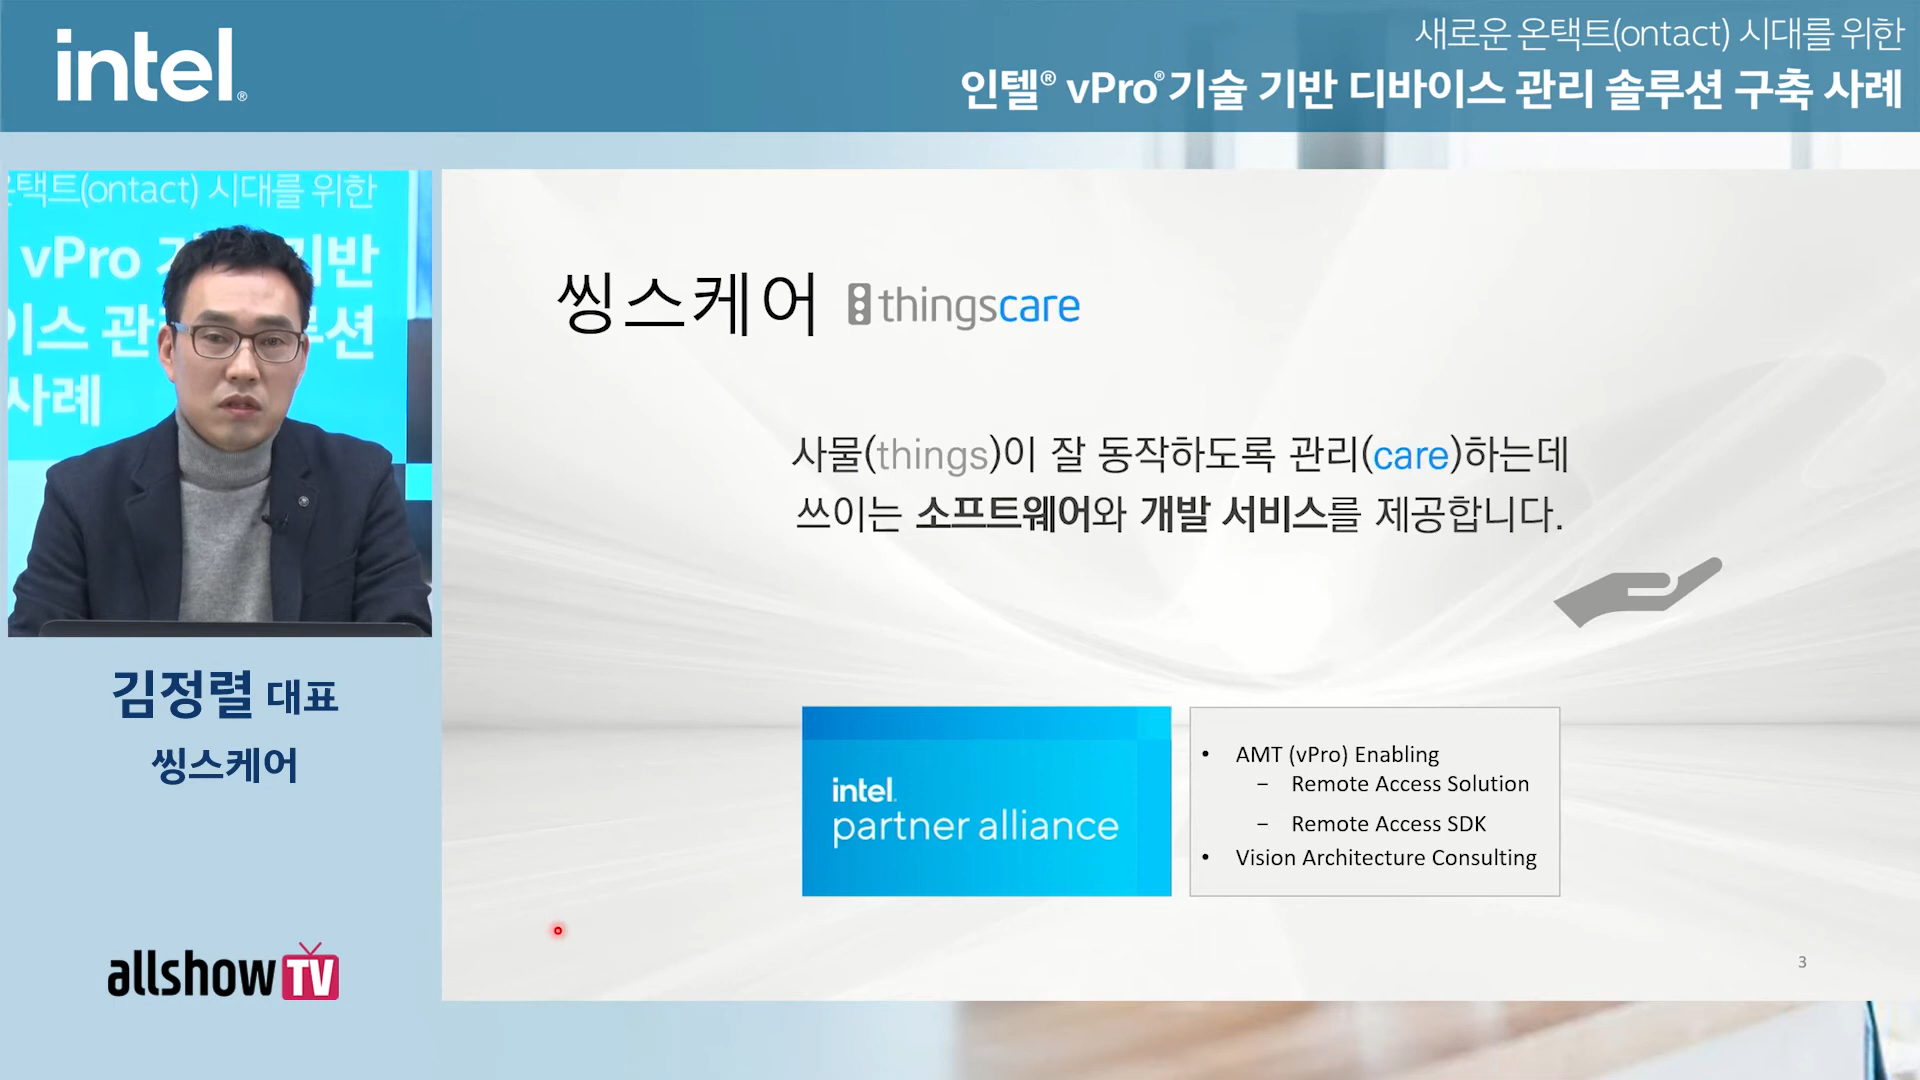 intel®
새로운 온택트(ontact) 시대를 위한
인텔® vPro® 기술 기반 디바이스 관리 솔루션 구축 사례
온택트(ontact) 시대를 위한
vPro 기 기반
이스 관 루션
사례
김정렬 대표
씽스케어
allshow TV
씽스케어 thingscare
사물(things)이 잘 동작하도록 관리(care)하는데
쓰이는 소프트웨어와 개발 서비스를 제공합니다.
intel.
partner alliance
• AMT (vPro) Enabling
– Remote Access Solution
– Remote Access SDK
• Vision Architecture Consulting
3